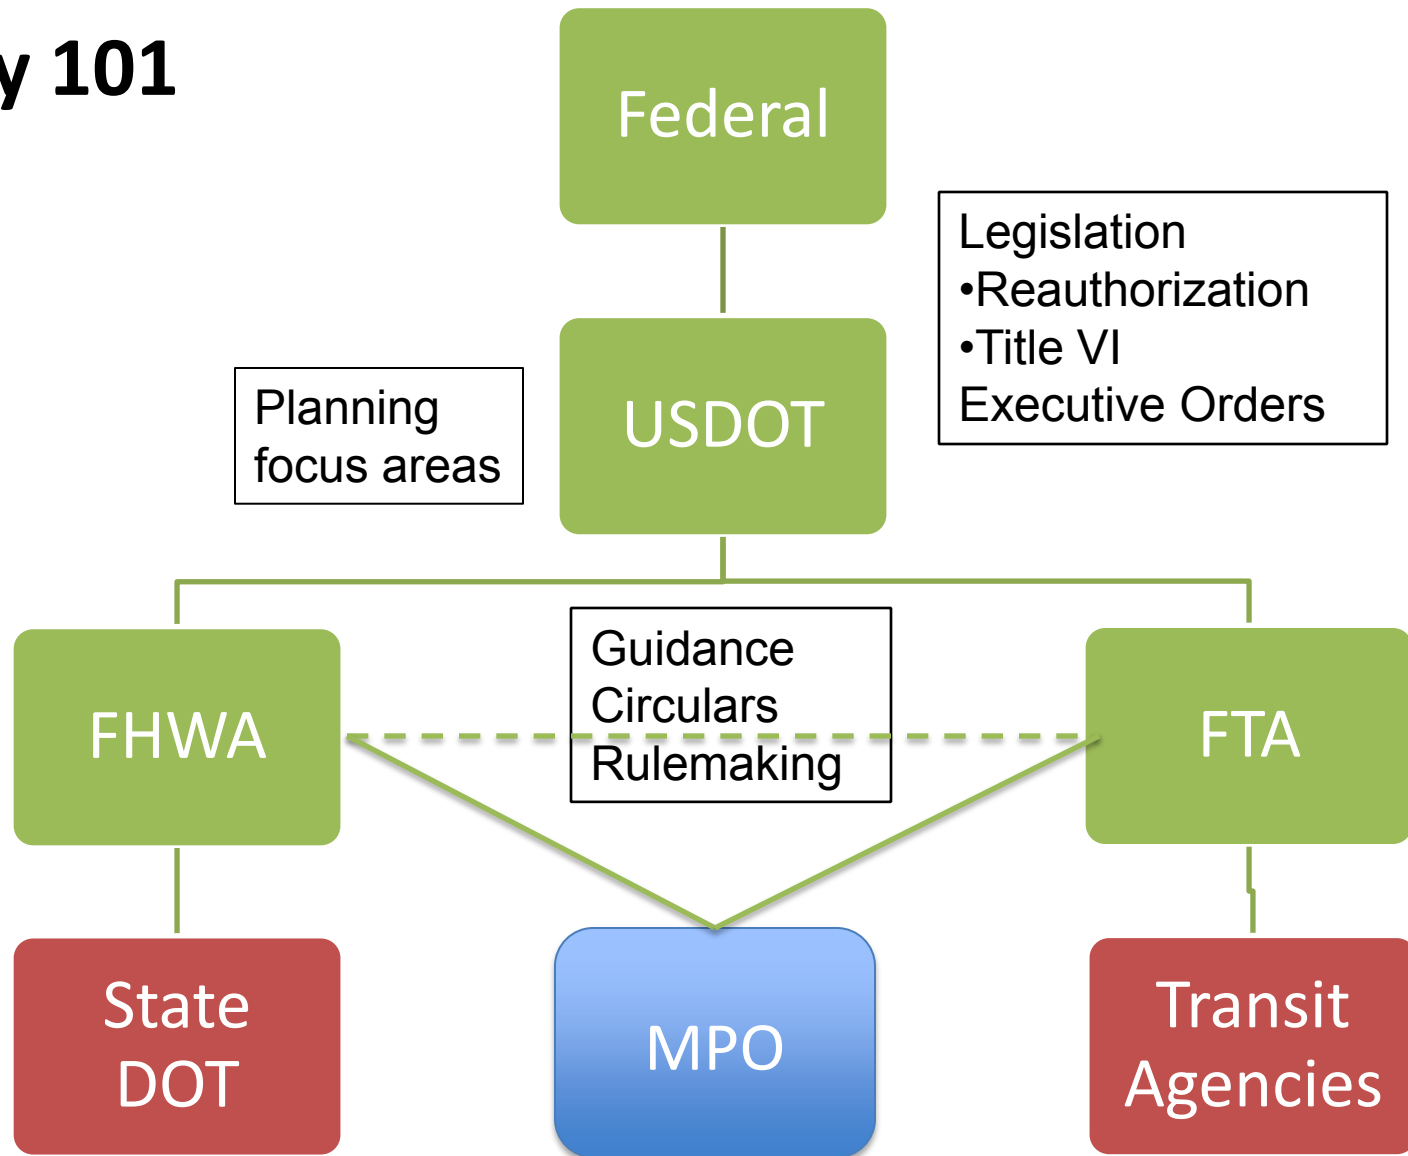 y 101
Federal
Legislation
•Reauthorization
•Title VI
Executive Orders
Planning
focus areas
USDOT
Guidance
Circulars
Rulemaking
FHWA
FTA
State
DOT
MPO
Transit
Agencies